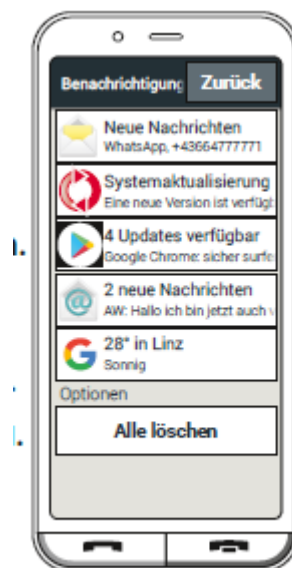 Benachrichtigung
Zurück
Neue Nachrichten
WhatsApp, +43664777771
Systemaktualisierung
Eine neue Version ist verfügb
4 Updates verfügbar
Google Chrome: sicher surfe
2 neue Nachrichten
@
AW: Hallo ich bin jetzt auch v
G
28° in Linz
Sonnig
Optionen
Alle löschen